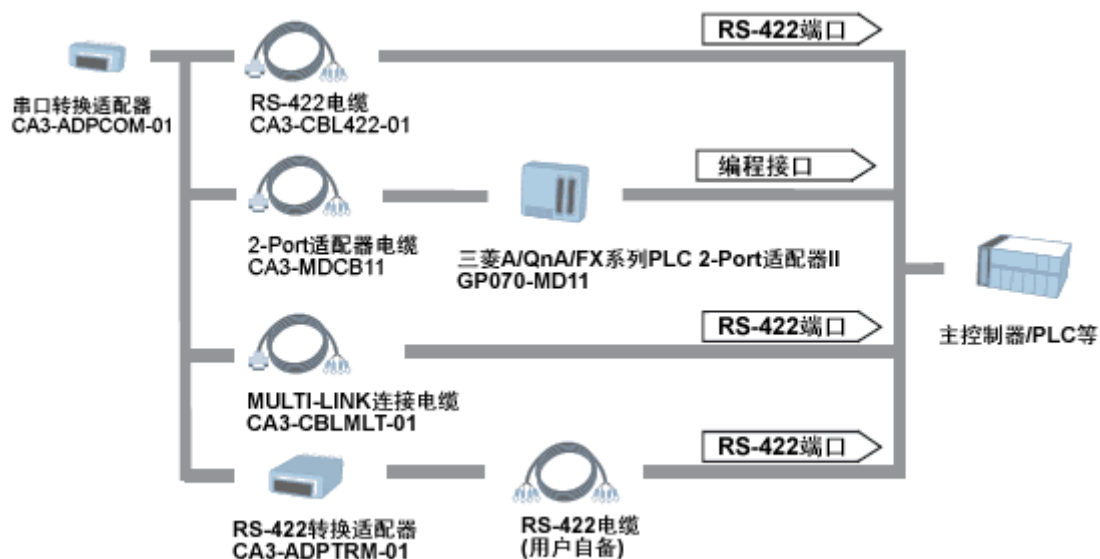 RS-422端口
串口转换适配器
CA3-ADPCOM-01
RS-422电缆
CA3-CBL422-01
编程接口
2-Port适配器电缆
CA3-MDCB11
三菱A/QnA/FX系列PLC 2-Port适配器II
GP070-MD11
RS-422端口
主控制器/PLC等
MULTI-LINK连接电缆
CA3-CBLMLT-01
RS-422端口
RS-422转换适配器
CA3-ADPTRM-01
RS-422电缆
(用户自备)